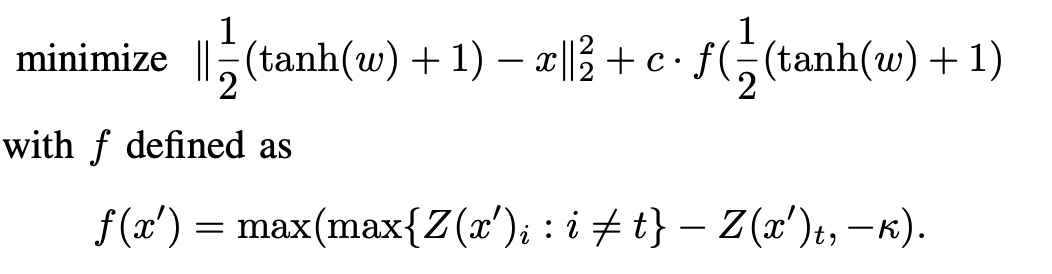 minimize ‖½(tanh(w) + 1) − x‖₂² + c · f(½(tanh(w) + 1)
with f defined as
f(x′) = max(max{Z(x′)ᵢ : i ≠ t} − Z(x′)ₜ, −κ).